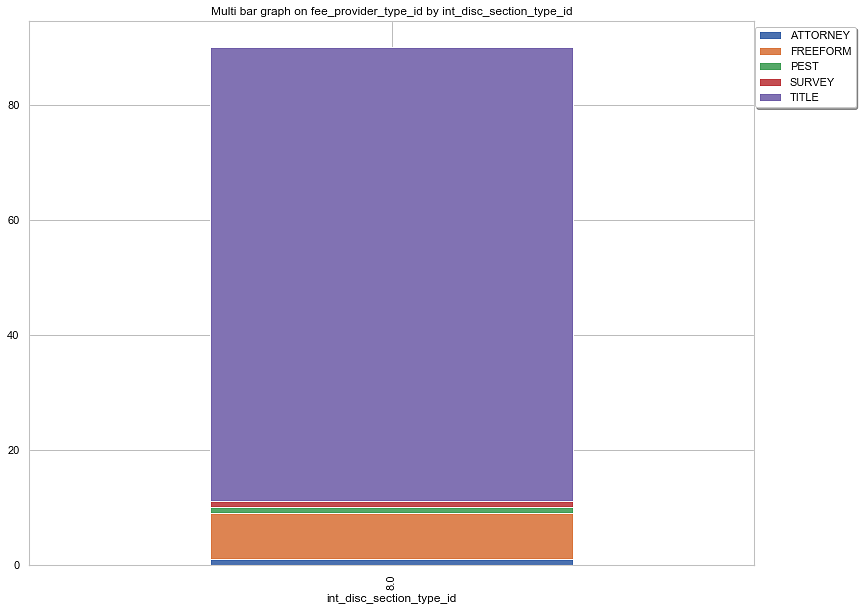 Multi bar graph on fee_provider_type_id by int_disc_section_type_id
ATTORNEY
FREEFORM
PEST
SURVEY
TITLE
80
60
40
20
0
8.0
int_disc_section_type_id